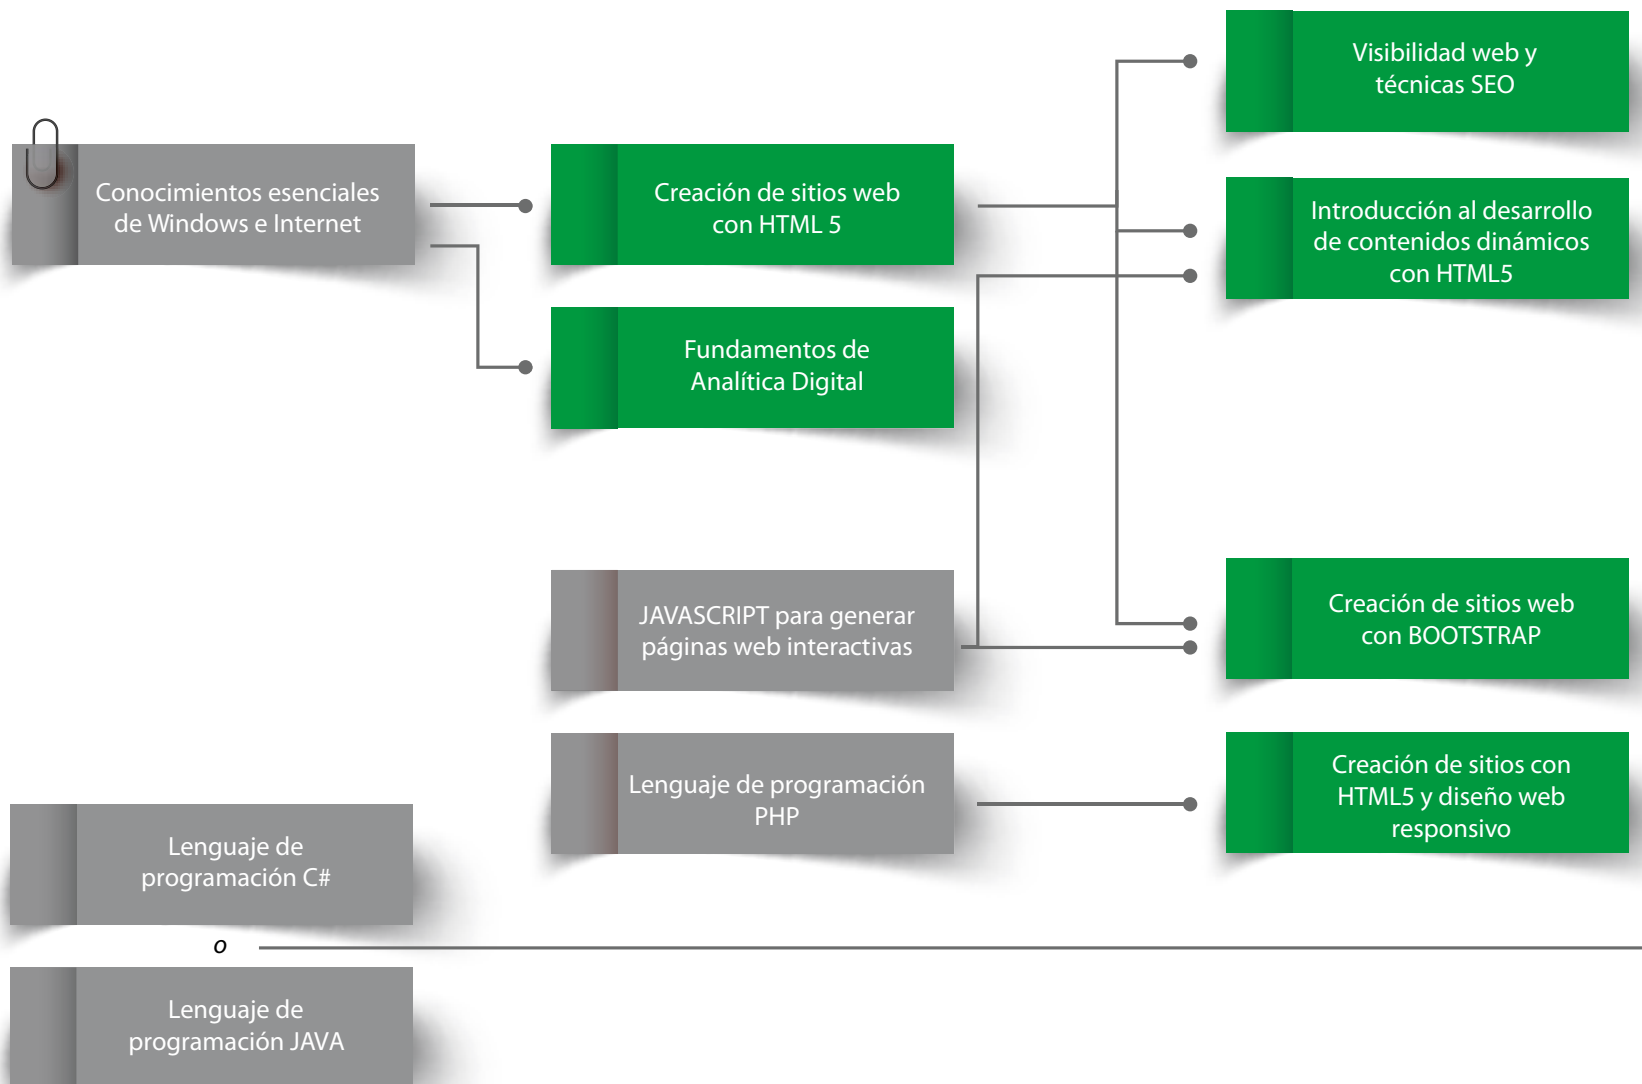 Visibilidad web y
técnicas SEO
Conocimientos esenciales
de Windows e Internet
Creación de sitios web
con HTML 5
Introducción al desarrollo
de contenidos dinámicos
con HTML5
Fundamentos de
Analítica Digital
JAVASCRIPT para generar
páginas web interactivas
Creación de sitios web
con BOOTSTRAP
Lenguaje de programación
PHP
Creación de sitios con
HTML5 y diseño web
responsivo
Lenguaje de
programación C#
o
Lenguaje de
programación JAVA